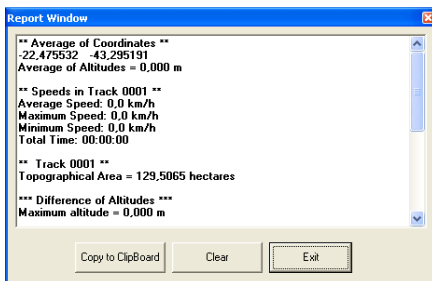 Report Window
** Average of Coordinates **
-22,475532 -43,295191
Average of Altitudes = 0,000 m
** Speeds in Track 0001 **
Average Speed: 0,0 km/h
Maximum Speed: 0,0 km/h
Minimum Speed: 0,0 km/h
Total Time: 00:00:00
** Track 0001 **
Topographical Area = 129,5065 hectares
*** Difference of Altitudes ***
Maximum altitude = 0,000 m
Copy to ClipBoard Clear Exit